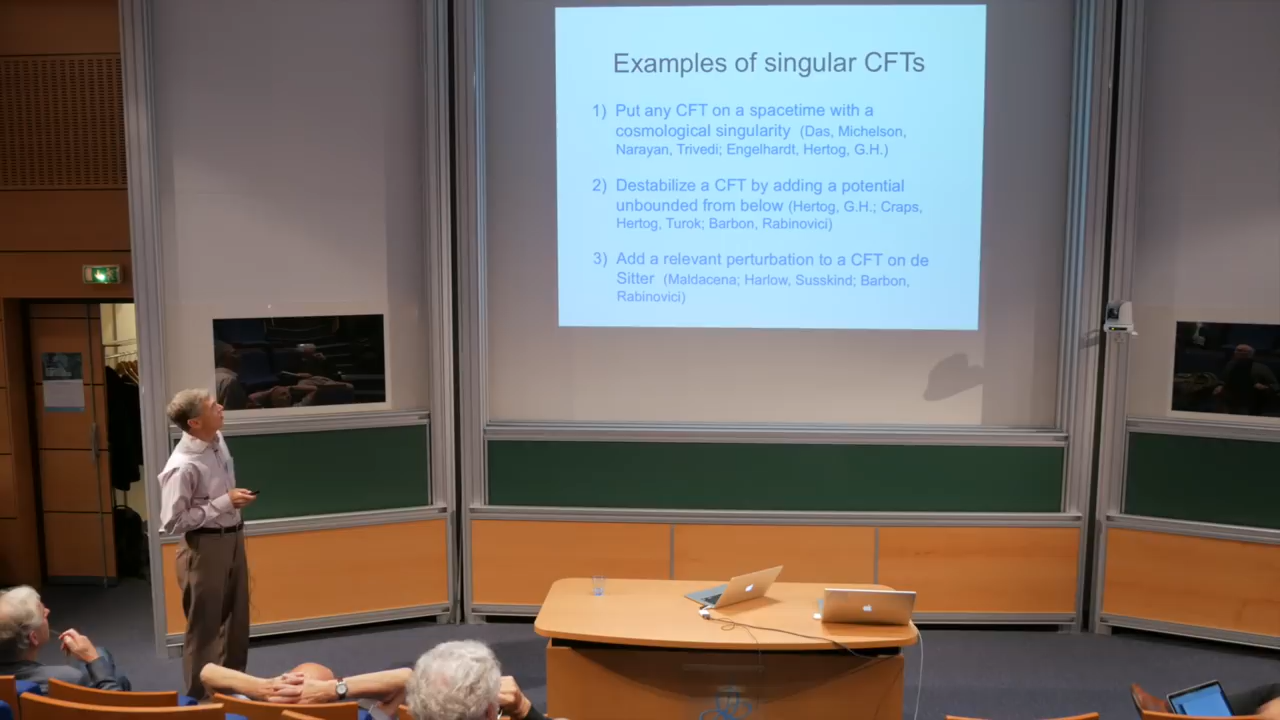 Examples of singular CFTs
1) Put any CFT on a spacetime with a
cosmological singularity (Das, Michelson,
Narayan, Trivedi; Engelhardt, Hertog, G.H.)
2) Destabilize a CFT by adding a potential
unbounded from below (Hertog, G.H.; Craps,
Hertog, Turok; Barbon, Rabinovici)
3) Add a relevant perturbation to a CFT on de
Sitter (Maldacena; Harlow, Susskind; Barbon,
Rabinovici)